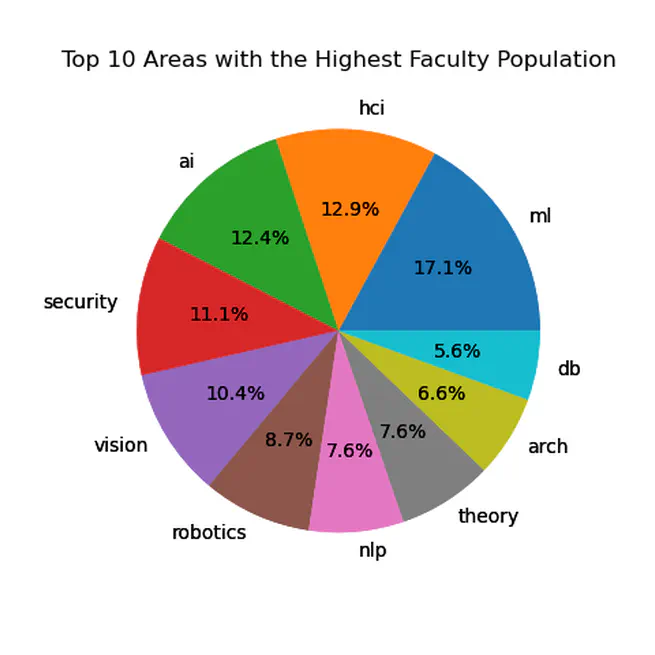 Top 10 Areas with the Highest Faculty Population
hci
ai
ml
12.9%
12.4%
17.1%
security
11.1%
5.6%
db
10.4%
6.6%
8.7%
7.6%
7.6%
vision
arch
robotics
theory
nlp